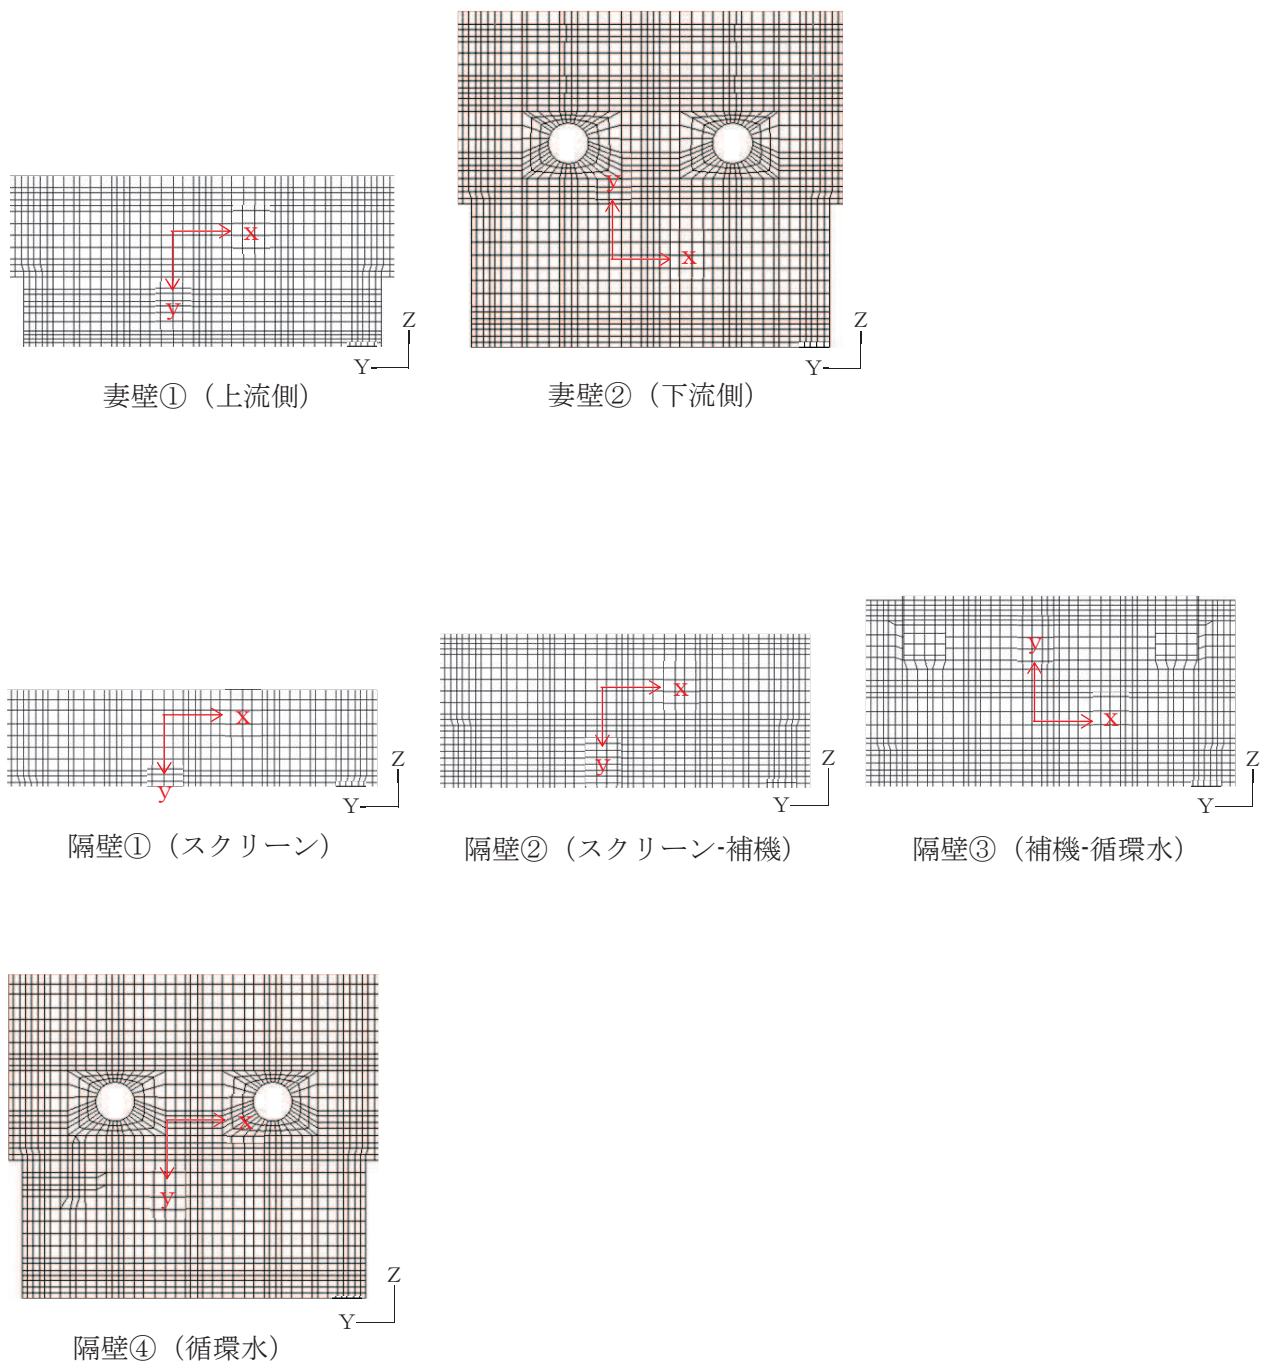 x
y
Z
Y
妻壁①（上流側）
y
x
Z
Y
妻壁②（下流側）
x
y
Z
Y
隔壁①（スクリーン）
x
y
Z
Y
隔壁②（スクリーン-補機）
y
x
Z
Y
隔壁③（補機-循環水）
x
y
Z
Y
隔壁④（循環水）